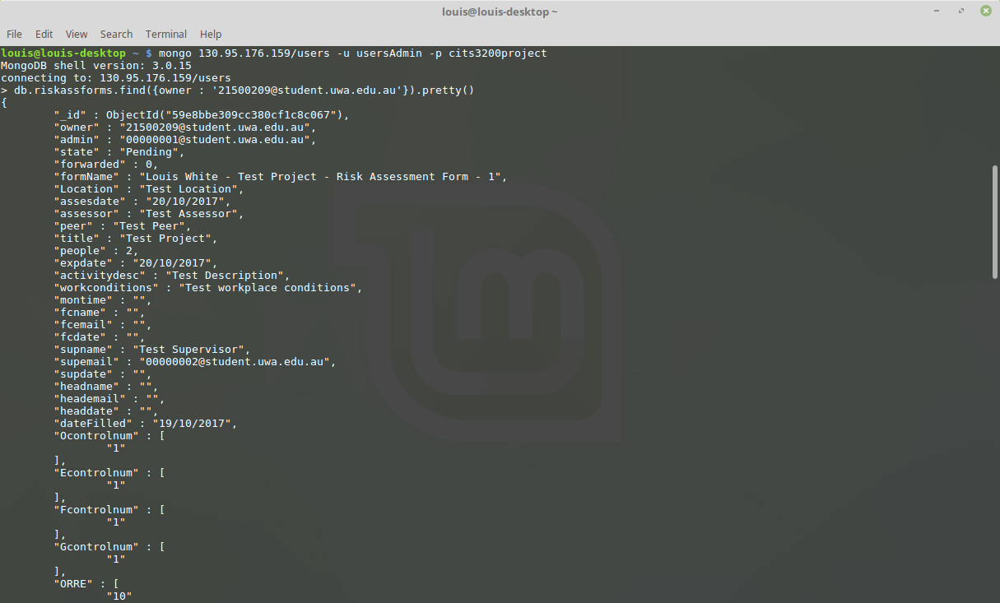 louis@louis-desktop ~
File Edit View Search Terminal Help
louis@louis-desktop ~ $ mongo 130.95.176.159/users -u usersAdmin -p cits3200project
MongoDB shell version: 3.0.15
connecting to: 130.95.176.159/users
> db.riskassforms.find({owner : '21500209@student.uwa.edu.au'}).pretty()
{
        "_id" : ObjectId("59e8bbe309cc380cf1c8c067"),
        "owner" : "21500209@student.uwa.edu.au",
        "admin" : "00000001@student.uwa.edu.au",
        "state" : "Pending",
        "forwarded" : 0,
        "formName" : "Louis White - Test Project - Risk Assessment Form - 1",
        "Location" : "Test Location",
        "assesdate" : "20/10/2017",
        "assessor" : "Test Assessor",
        "peer" : "Test Peer",
        "title" : "Test Project",
        "people" : 2,
        "expdate" : "20/10/2017",
        "activitydesc" : "Test Description",
        "workconditions" : "Test workplace conditions",
        "montime" : "",
        "fcname" : "",
        "fcemail" : "",
        "fcdate" : "",
        "supname" : "Test Supervisor",
        "supemail" : "00000002@student.uwa.edu.au",
        "supdate" : "",
        "headname" : "",
        "heademail" : "",
        "headdate" : "",
        "dateFilled" : "19/10/2017",
        "Ocontrolnum" : [
                "1"
        ],
        "Econtrolnum" : [
                "1"
        ],
        "Fcontrolnum" : [
                "1"
        ],
        "Gcontrolnum" : [
                "1"
        ],
        "ORRE" : [
                "10"